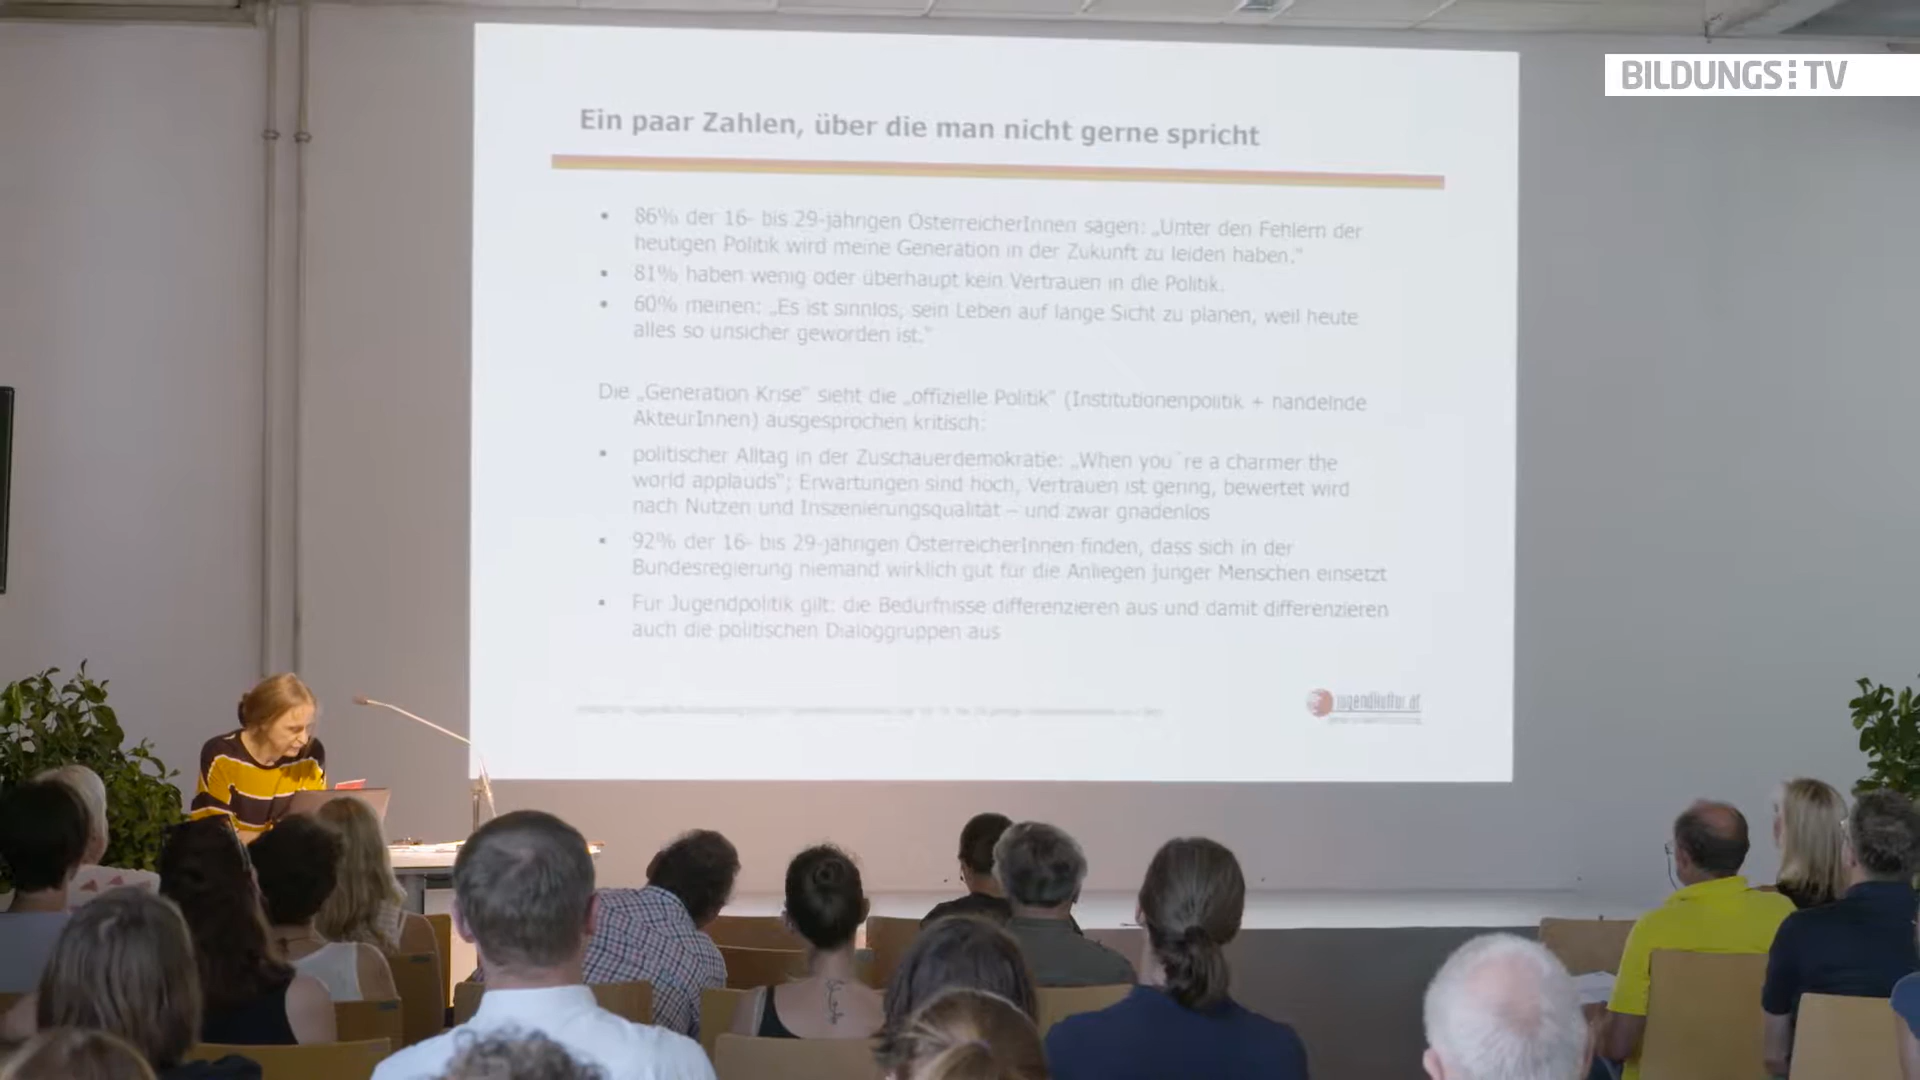 BILDUNGS:TV
Ein paar Zahlen, über die man nicht gerne spricht
• 86% der 16- bis 29-jährigen ÖsterreicherInnen sagen: „Unter den Fehlern der
heutigen Politik wird meine Generation in der Zukunft zu leiden haben."
• 81% haben wenig oder überhaupt kein Vertrauen in die Politik.
• 60% meinen: „Es ist sinnlos, sein Leben auf lange Sicht zu planen, weil heute
alles so unsicher geworden ist."
Die „Generation Krise" sieht die „offizielle Politik" (Institutionenpolitik + handelnde
AkteurInnen) ausgesprochen kritisch:
• politischer Alltag in der Zuschauerdemokratie: „When you´re a charmer the
world applauds"; Erwartungen sind hoch, Vertrauen ist gering, bewertet wird
nach Nutzen und Inszenierungsqualität – und zwar gnadenlos
• 92% der 16- bis 29-jährigen ÖsterreicherInnen finden, dass sich in der
Bundesregierung niemand wirklich gut für die Anliegen junger Menschen einsetzt
• Für Jugendpolitik gilt: die Bedürfnisse differenzieren aus und damit differenzieren
auch die politischen Dialoggruppen aus
jugendkultur.at